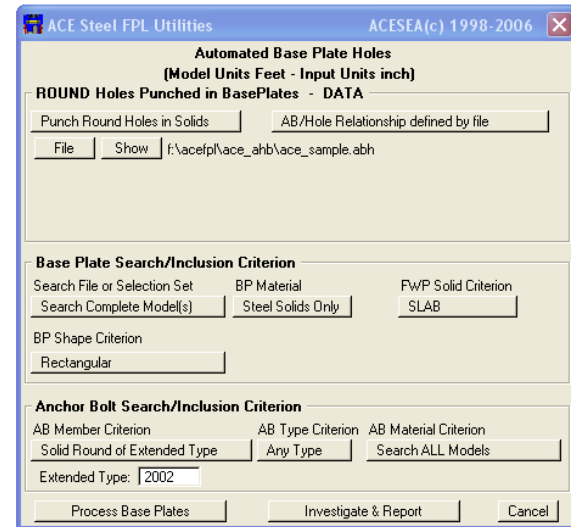 ACE Steel FPL Utilities ACESEA(c) 1998-2006
Automated Base Plate Holes
(Model Units Feet - Input Units inch)
ROUND Holes Punched in BasePlates - DATA
Punch Round Holes in Solids AB/Hole Relationship defined by file
File Show f:\acefpl\ace_ahb\ace_sample.abh
Base Plate Search/Inclusion Criterion
Search File or Selection Set BP Material FWP Solid Criterion
Search Complete Model(s) Steel Solids Only SLAB
BP Shape Criterion
Rectangular
Anchor Bolt Search/Inclusion Criterion
AB Member Criterion AB Type Criterion AB Material Criterion
Solid Round of Extended Type Any Type Search ALL Models
Extended Type: 2002
Process Base Plates Investigate & Report Cancel